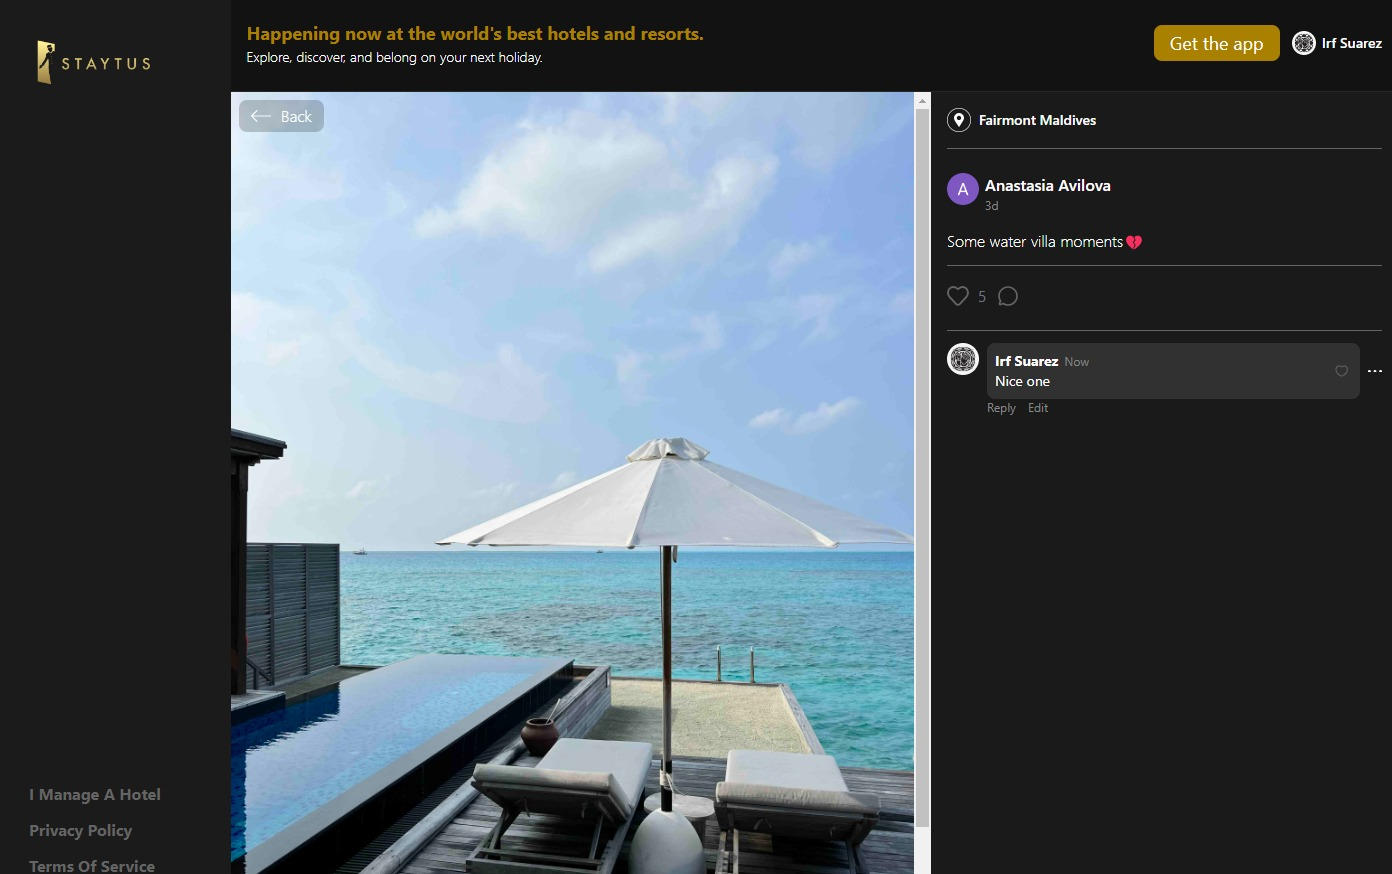 STAYTUS
Happening now at the world's best hotels and resorts.
Explore, discover, and belong on your next holiday.
Get the app
Irf Suarez
Back
Fairmont Maldives
A
Anastasia Avilova
3d
Some water villa moments💔
5
Irf Suarez Now
Nice one
Reply Edit
I Manage A Hotel
Privacy Policy
Terms Of Service